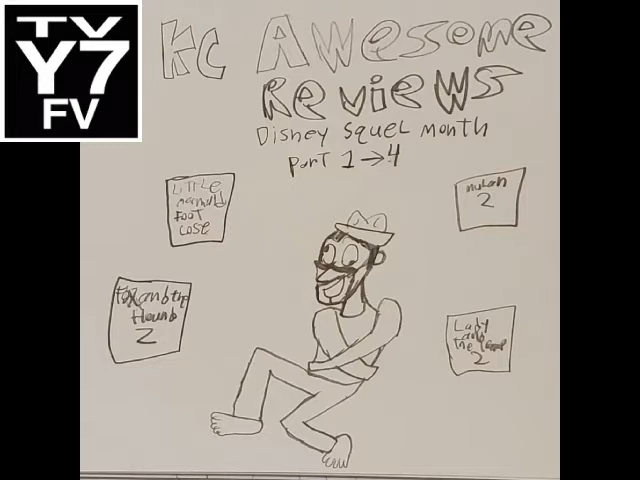 TV
Y7
FV
KC AWesome
ReVieWS
Disney Squel Month
part 1→4
LITTLE
mermaid
FOOT
LOSE
mulan
2
Fox and the
Hound
2
Lady
and
The
2